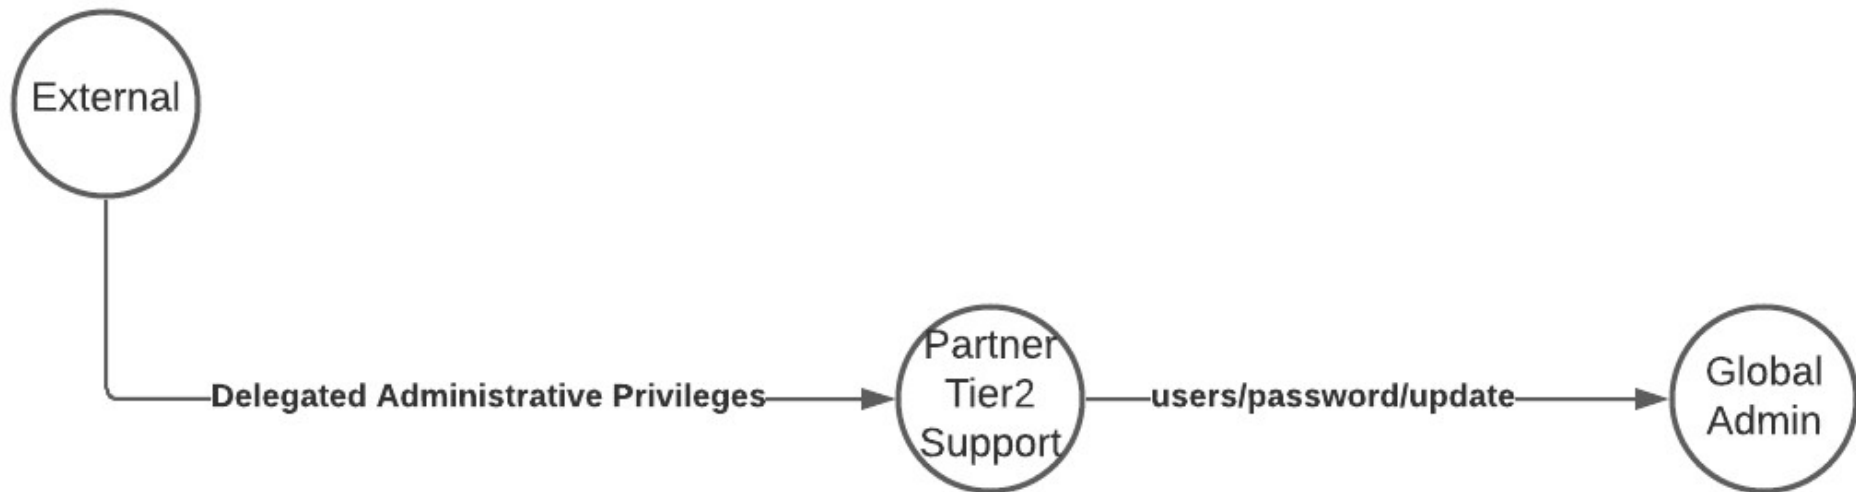 External
Delegated Administrative Privileges
Partner
Tier2
Support
users/password/update
Global
Admin